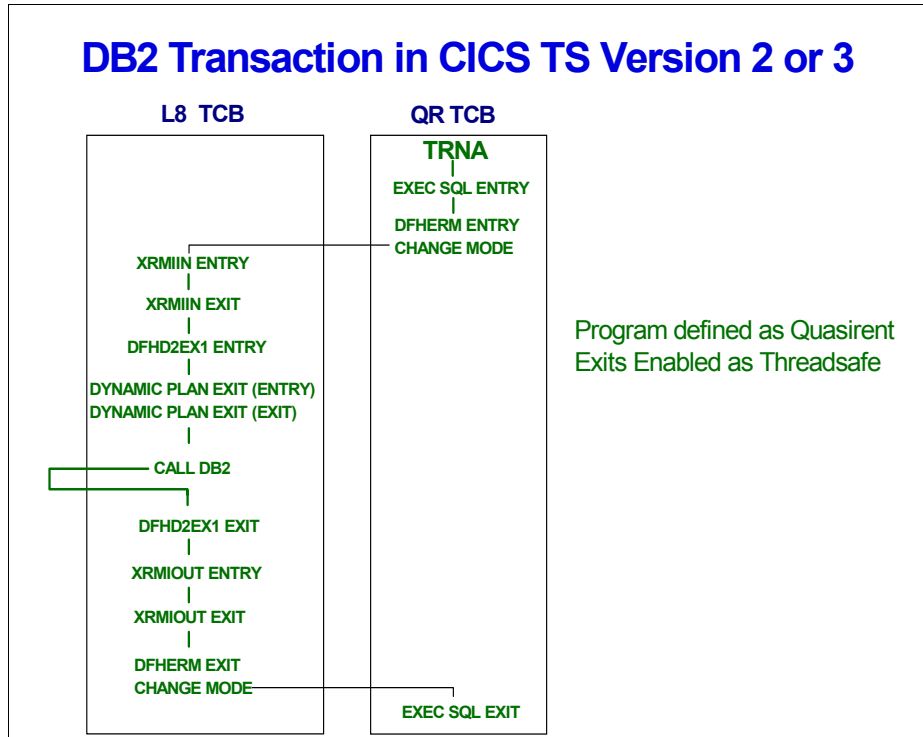 DB2 Transaction in CICS TS Version 2 or 3
L8 TCB
QR TCB
TRNA
EXEC SQL ENTRY
DFHERM ENTRY
CHANGE MODE
XRMIIN ENTRY
XRMIIN EXIT
DFHD2EX1 ENTRY
DYNAMIC PLAN EXIT (ENTRY)
DYNAMIC PLAN EXIT (EXIT)
CALL DB2
DFHD2EX1 EXIT
XRMIOUT ENTRY
XRMIOUT EXIT
DFHERM EXIT
CHANGE MODE
EXEC SQL EXIT
Program defined as Quasirent
Exits Enabled as Threadsafe